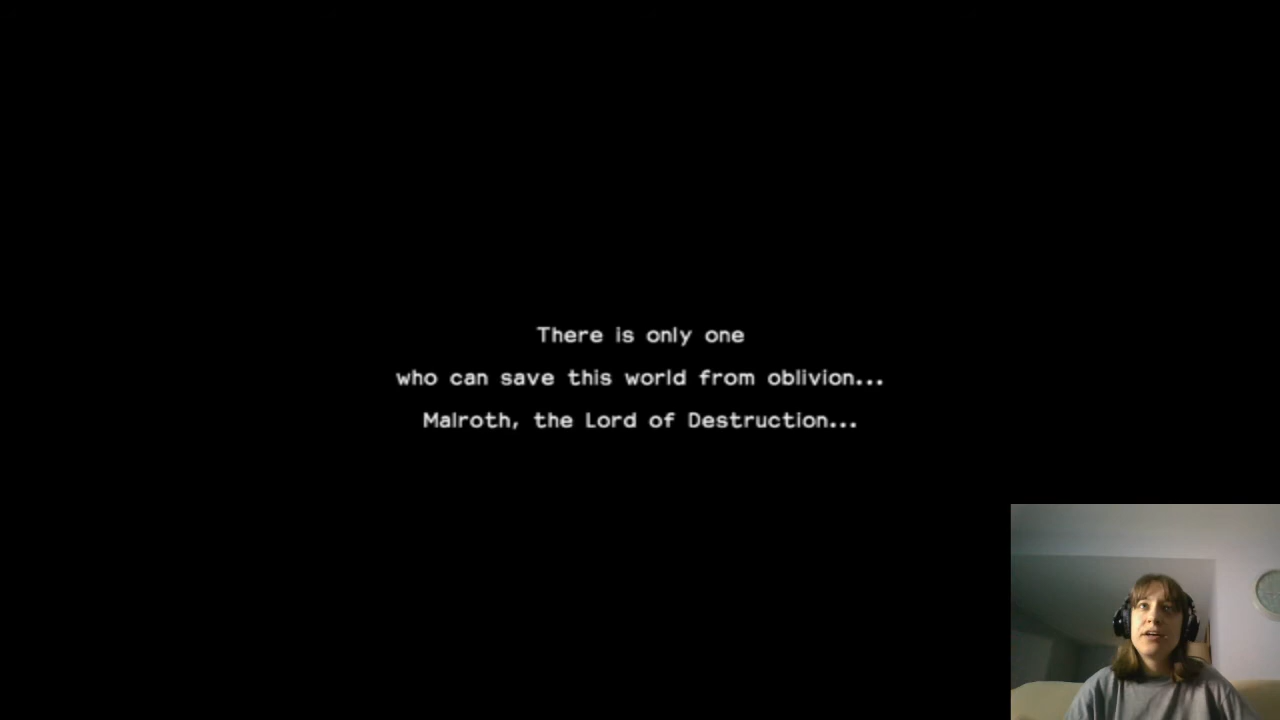 There is only one
who can save this world from oblivion...
Malroth, the Lord of Destruction...